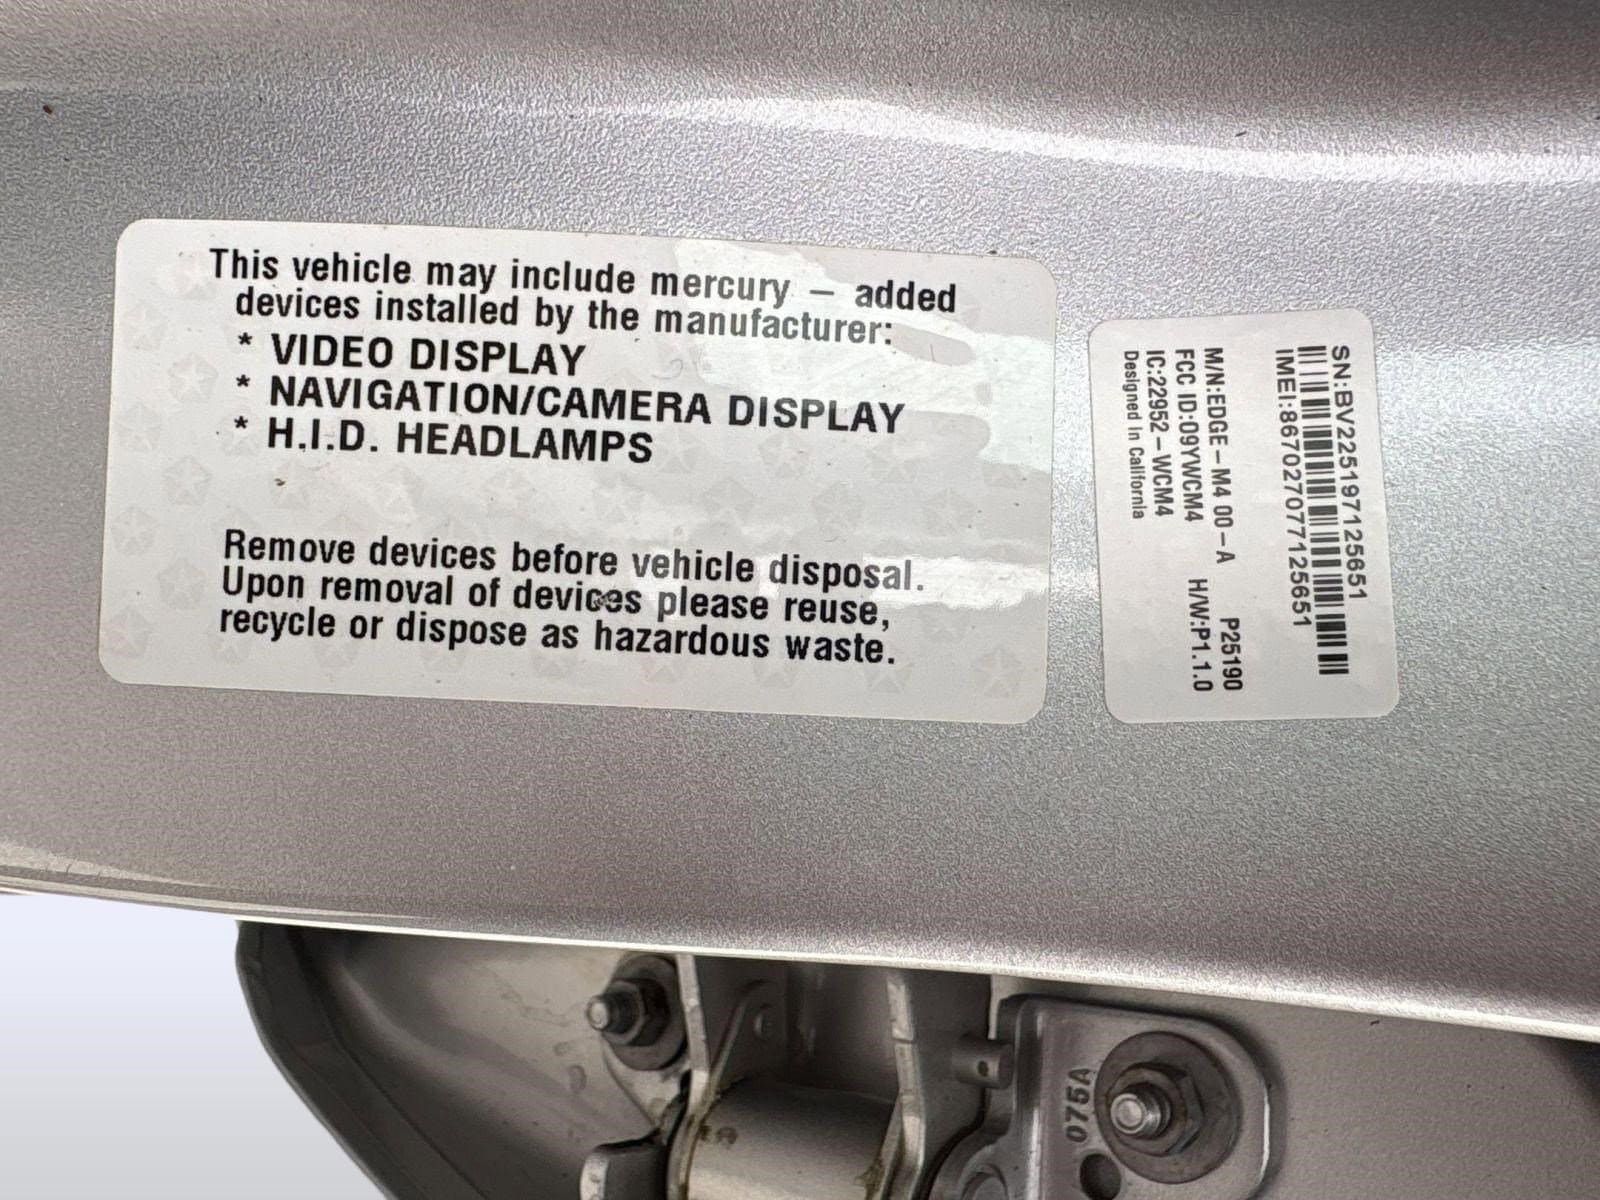 This vehicle may include mercury – added
devices installed by the manufacturer:
* VIDEO DISPLAY
* NAVIGATION/CAMERA DISPLAY
* H.I.D. HEADLAMPS
Remove devices before vehicle disposal.
Upon removal of devices please reuse,
recycle or dispose as hazardous waste.
SN:BV225197125651
IMEI:867027077125651
M/N:EDGE-M4 00-A P25190
FCC ID:09YWCM4 H/W:P1.1.0
IC:22952-WCM4
Designed In California
075A